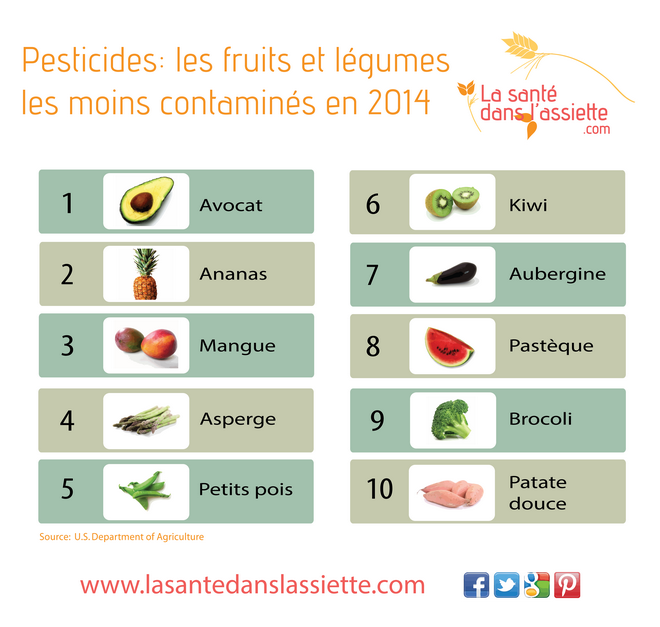 Pesticides: les fruits et légumes
les moins contaminés en 2014
La santé
dans l'assiette
.com
1 Avocat
2 Ananas
3 Mangue
4 Asperge
5 Petits pois
6 Kiwi
7 Aubergine
8 Pastèque
9 Brocoli
10 Patate
douce
Source: U.S. Department of Agriculture
www.lasantedanslassiette.com